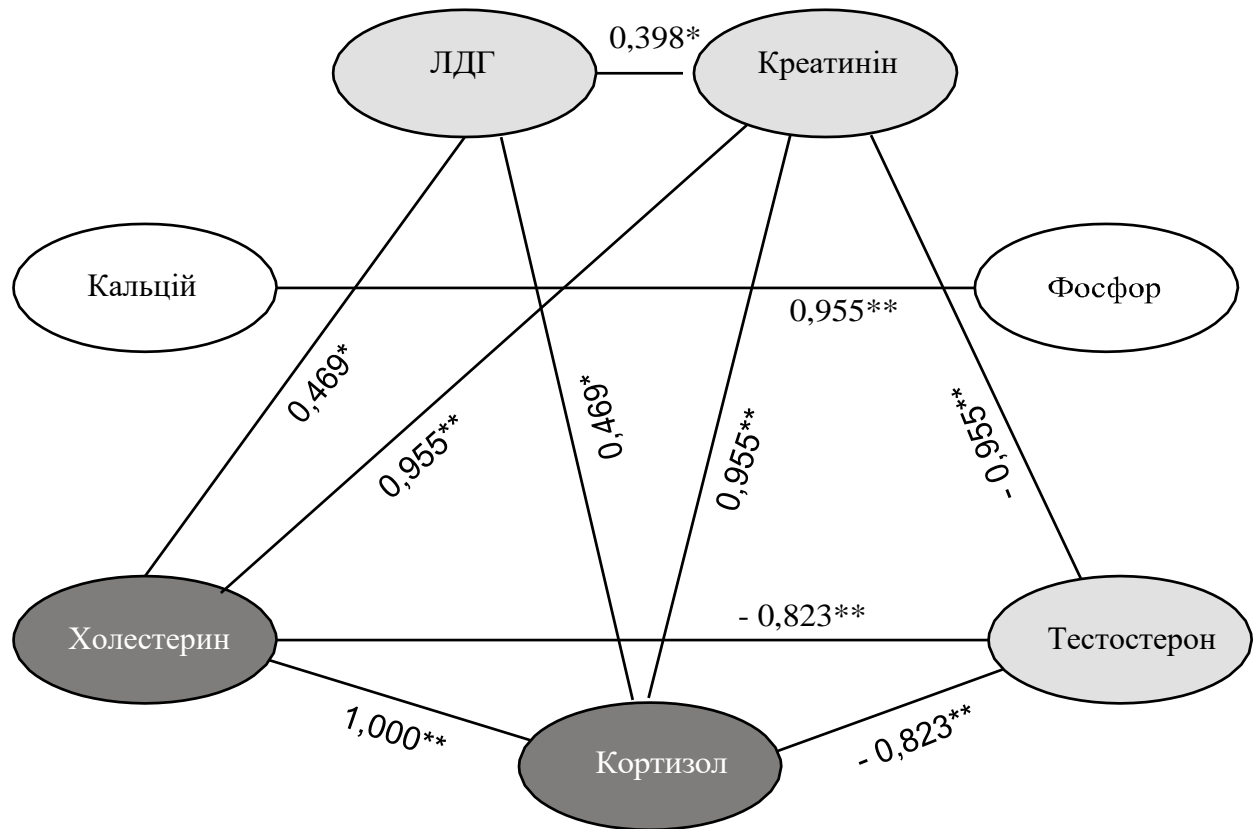 0,398*
ЛДГ
Креатинін
Кальцій
Фосфор
0,955**
0,469*
0,955**
0,469*
0,955**
- 0,955**
Холестерин
- 0,823**
Тестостерон
1,000**
- 0,823**
Кортизол